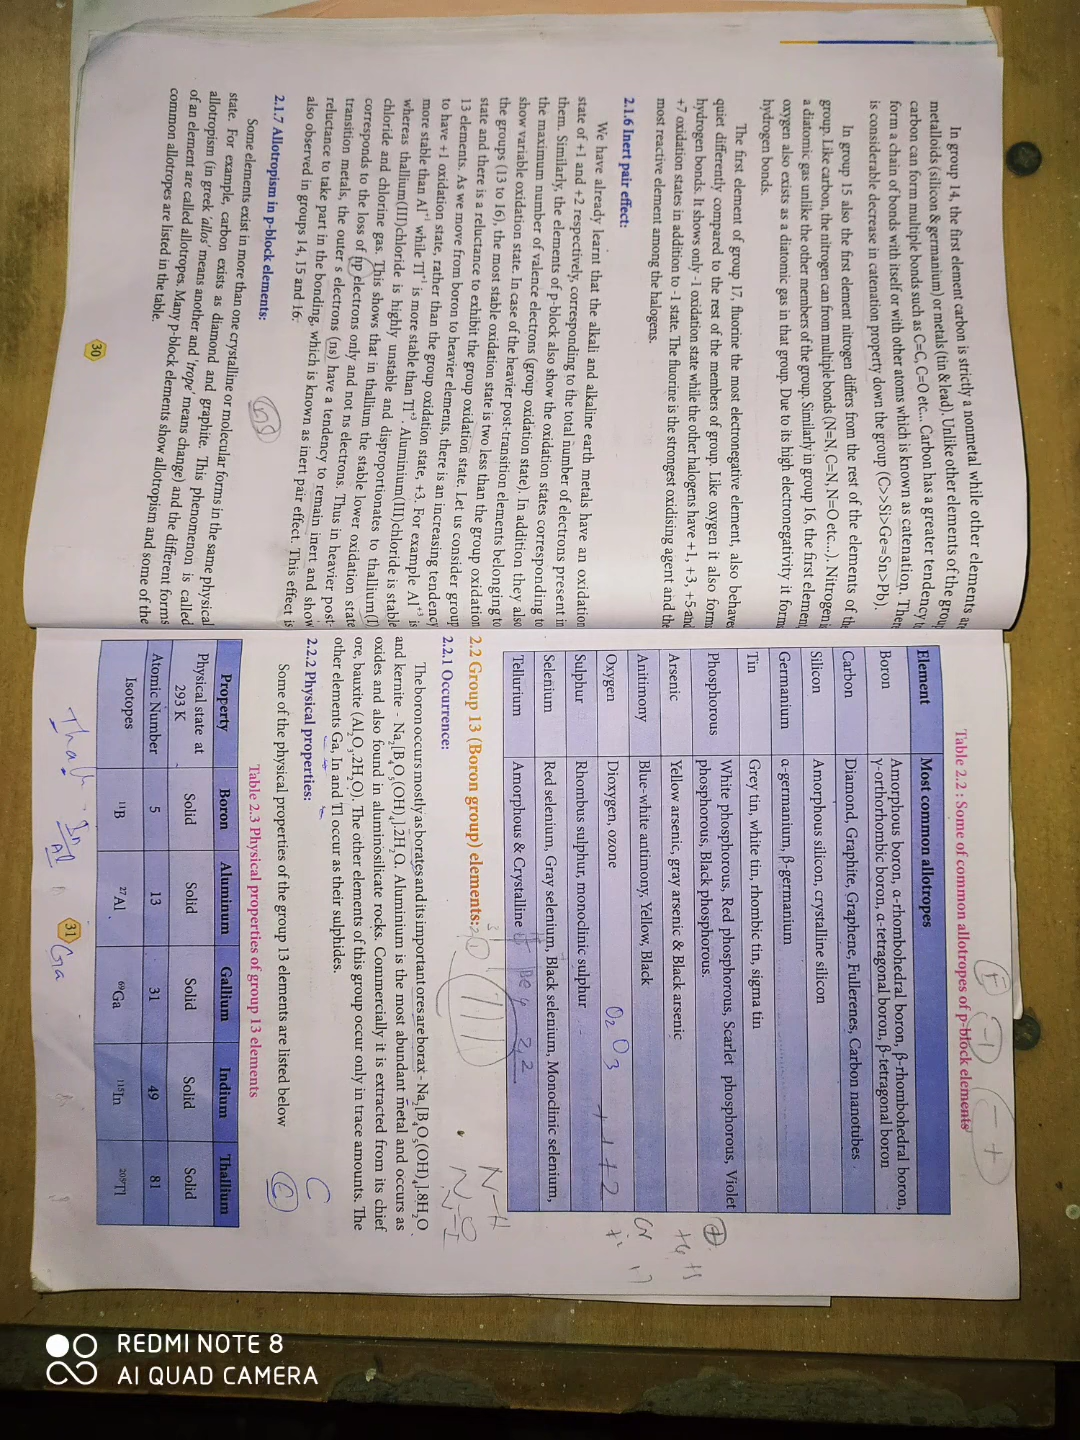 In group 14, the first element carbon is strictly a nonmetal while other elements are
metalloids (silicon & germanium) or metals (tin & lead). Unlike other elements of the group
carbon can form multiple bonds such as C=C, C=O etc... Carbon has a greater tendency to
form a chain of bonds with itself or with other atoms which is known as catenation. There
is considerable decrease in catenation property down the group (C>>Si>Ge≈Sn>Pb).
In group 15 also the first element nitrogen differs from the rest of the elements of the
group. Like carbon, the nitrogen can from multiple bonds (N=N, C=N, N=O etc...). Nitrogen is
a diatomic gas unlike the other members of the group. Similarly in group 16, the first element,
oxygen also exists as a diatomic gas in that group. Due to its high electronegativity it forms
hydrogen bonds.
The first element of group 17, fluorine the most electronegative element, also behaves
quiet differently compared to the rest of the members of group. Like oxygen it also forms
hydrogen bonds. It shows only -1 oxidation state while the other halogens have +1, +3, +5 and
+7 oxidation states in addition to -1 state. The fluorine is the strongest oxidising agent and the
most reactive element among the halogens.
2.1.6 Inert pair effect:
We have already learnt that the alkali and alkaline earth metals have an oxidation
state of +1 and +2 respectively, corresponding to the total number of electrons present in
them. Similarly, the elements of p-block also show the oxidation states corresponding to
the maximum number of valence electrons (group oxidation state). In addition they also
show variable oxidation state. In case of the heavier post-transition elements belonging to
the groups (13 to 16), the most stable oxidation state is two less than the group oxidation
state and there is a reluctance to exhibit the group oxidation state. Let us consider group
13 elements. As we move from boron to heavier elements, there is an increasing tendency
to have +1 oxidation state, rather than the group oxidation state, +3. For example Al+3 is
more stable than Al+1 while Tl+1 is more stable than Tl+3. Aluminium(III)chloride is stable
whereas thallium(III)chloride is highly unstable and disproportionates to thallium(I)
chloride and chlorine gas. This shows that in thallium the stable lower oxidation state
corresponds to the loss of np electrons only and not ns electrons. Thus in heavier post-
transition metals, the outer s electrons (ns) have a tendency to remain inert and show
reluctance to take part in the bonding, which is known as inert pair effect. This effect is
also observed in groups 14, 15 and 16.
2.1.7 Allotropism in p-block elements:
Some elements exist in more than one crystalline or molecular forms in the same physical
state. For example, carbon exists as diamond and graphite. This phenomenon is called
allotropism (in greek 'allos' means another and 'trope' means change) and the different forms
of an element are called allotropes. Many p-block elements show allotropism and some of the
common allotropes are listed in the table.
30
Table 2.2 : Some of common allotropes of p-block elements
Element Most common allotropes
Boron Amorphous boron, α-rhombohedral boron, β-rhombohedral boron,
γ-orthorhombic boron, α-tetragonal boron, β-tetragonal boron
Carbon Diamond, Graphite, Graphene, Fullerenes, Carbon nanotubes
Silicon Amorphous silicon, crystalline silicon
Germanium α-germanium, β-germanium
Tin Grey tin, white tin, rhombic tin, sigma tin
Phosphorous White phosphorous, Red phosphorous, Scarlet phosphorous, Violet
phosphorous, Black phosphorous.
Arsenic Yellow arsenic, gray arsenic & Black arsenic
Anitimony Blue-white antimony, Yellow, Black
Oxygen Dioxygen, ozone O2 O3
Sulphur Rhombus sulphur, monoclinic sulphur
Selenium Red selenium, Gray selenium, Black selenium, Monoclinic selenium,
Tellurium Amorphous & Crystalline
2.2 Group 13 (Boron group) elements:
2.2.1 Occurrence:
The boron occurs mostly as borates and its important ores are borax - Na2[B4O5(OH)4].8H2O
and kernite - Na2[B4O5(OH)4].2H2O. Aluminium is the most abundant metal and occurs as
oxides and also found in aluminosilicate rocks. Commercially it is extracted from its chief
ore, bauxite (Al2O3.2H2O). The other elements of this group occur only in trace amounts. The
other elements Ga, In and Tl occur as their sulphides.
2.2.2 Physical properties:
Some of the physical properties of the group 13 elements are listed below
Table 2.3 Physical properties of group 13 elements
Property Boron Aluminum Gallium Indium Thallium
Physical state at
293 K Solid Solid Solid Solid Solid
Atomic Number 5 13 31 49 81
Isotopes 11B 27Al 69Ga 115In 209Tl
31
Ga
REDMI NOTE 8
AI QUAD CAMERA